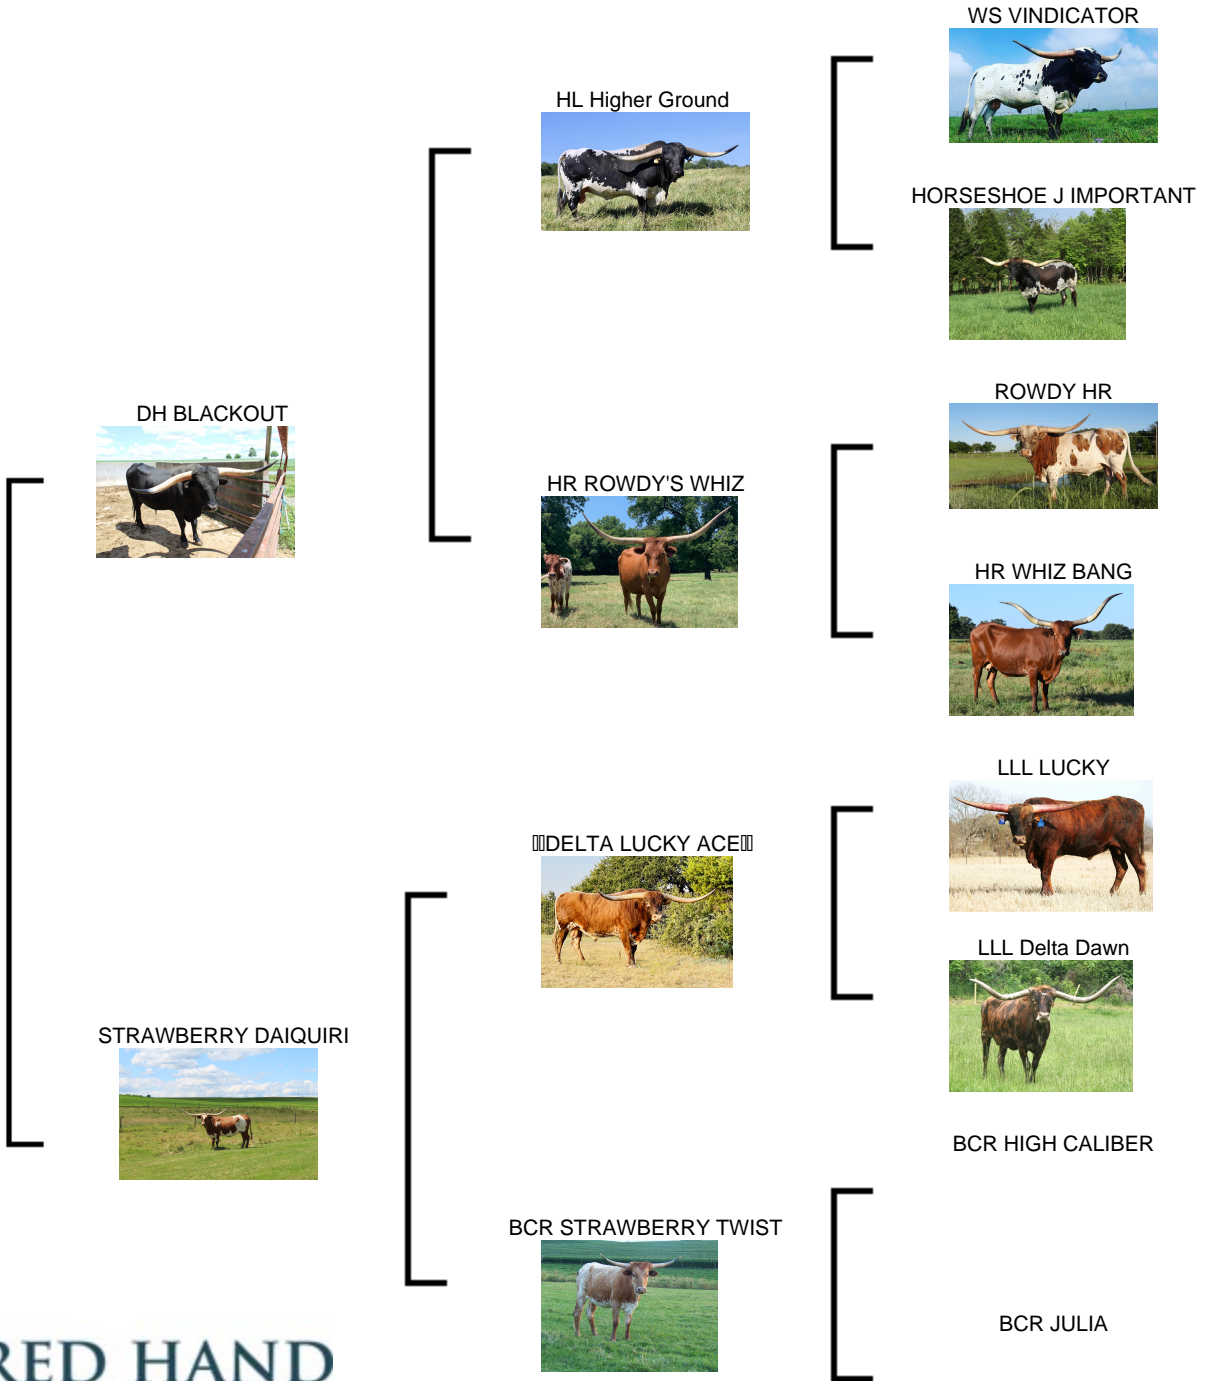 WS VINDICATOR
HL Higher Ground
HORSESHOE J IMPORTANT
ROWDY HR
DH BLACKOUT
HR ROWDY'S WHIZ
HR WHIZ BANG
LLL LUCKY
DELTA LUCKY ACE
LLL Delta Dawn
STRAWBERRY DAIQUIRI
BCR HIGH CALIBER
BCR STRAWBERRY TWIST
BCR JULIA
RED HAND